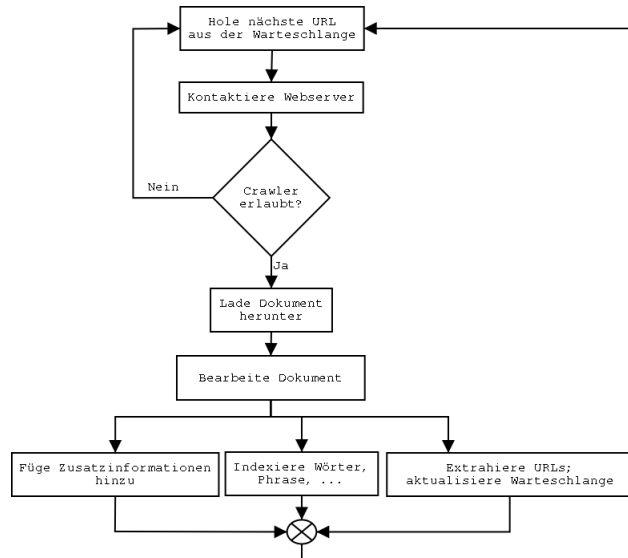 Hole nächste URL
aus der Warteschlange
Kontaktiere Webserver
Crawler
erlaubt?
Nein
Ja
Lade Dokument
herunter
Bearbeite Dokument
Füge Zusatzinformationen
hinzu
Indexiere Wörter,
Phrase, ...
Extrahiere URLs;
aktualisiere Warteschlange